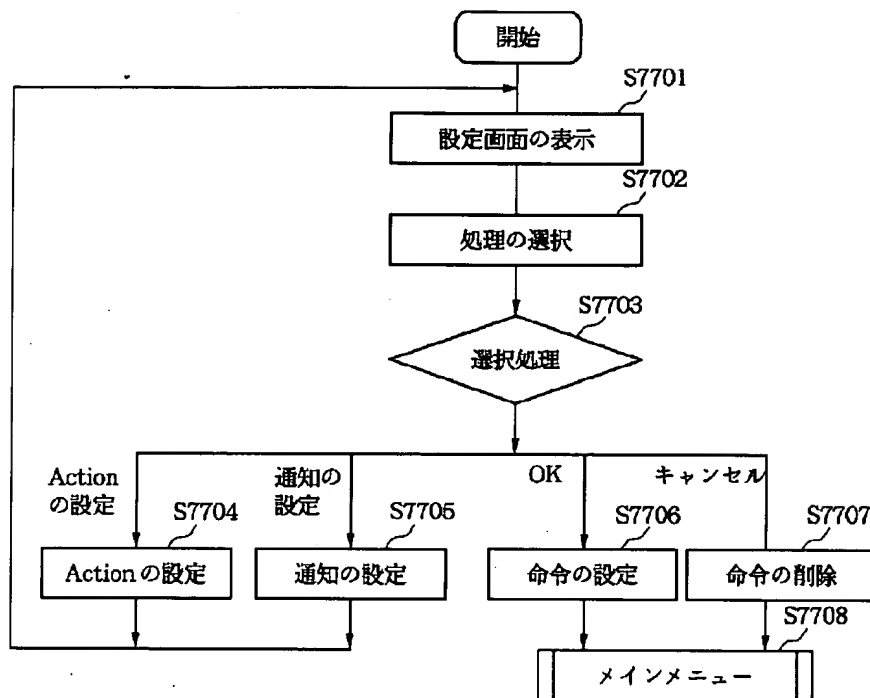 開始
S7701
設定画面の表示
S7702
処理の選択
S7703
選択処理
Action
の設定
通知の
設定
OK
キャンセル
S7704
S7705
S7706
S7707
Actionの設定
通知の設定
命令の設定
命令の削除
S7708
メインメニュー